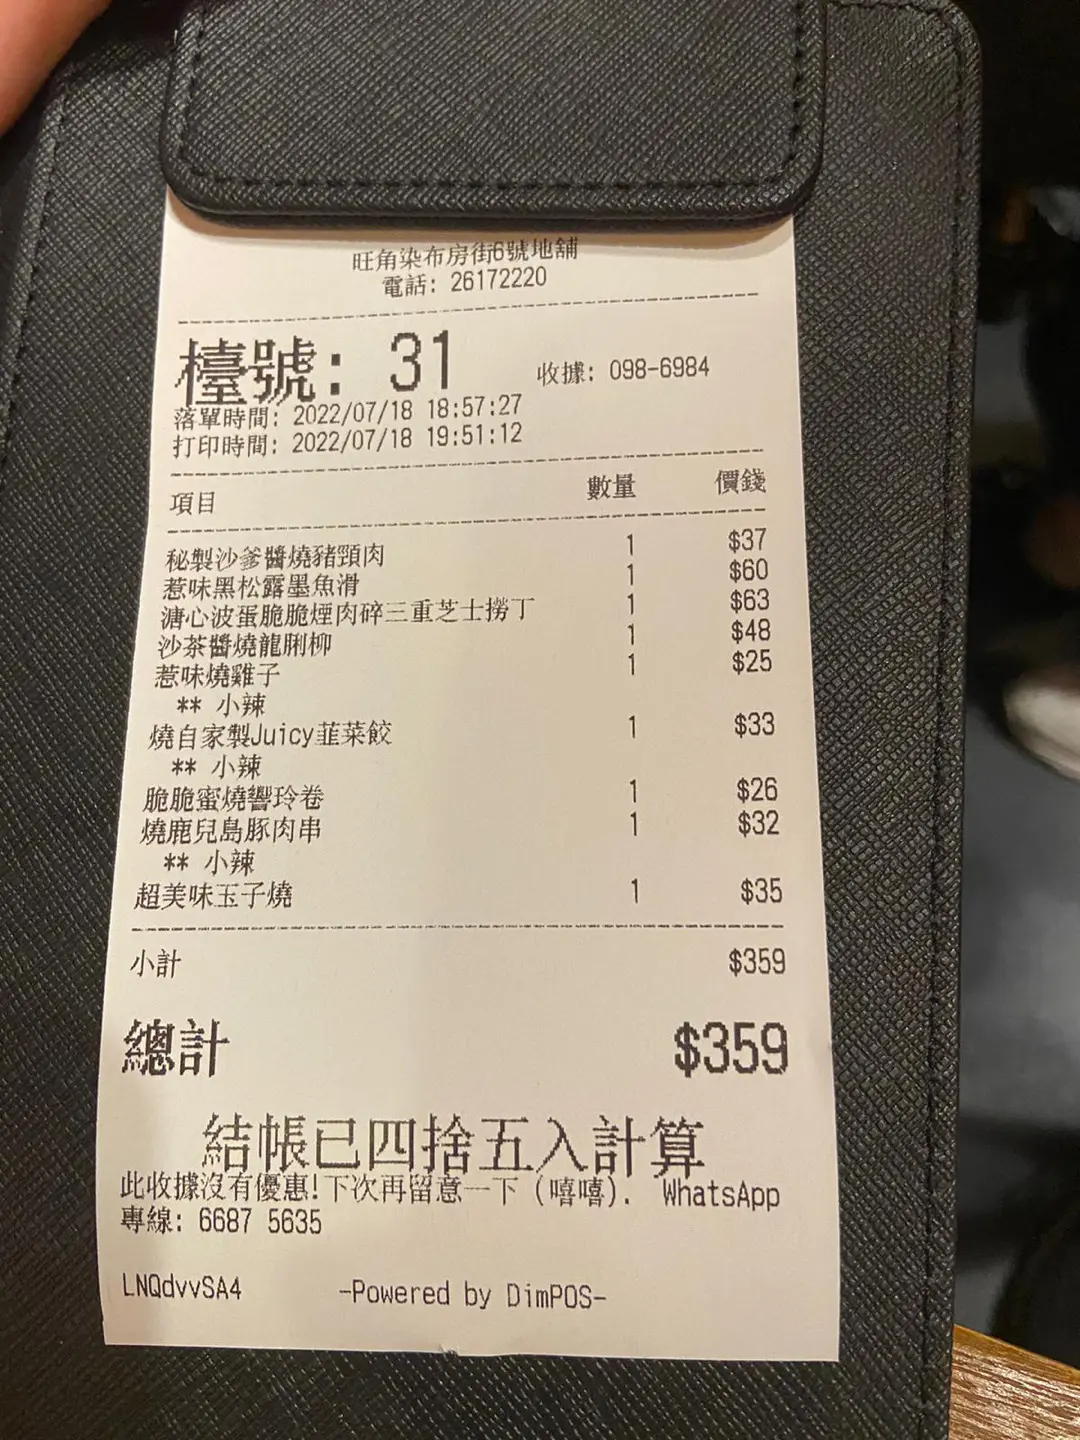 旺角染布房街6號地舖
電話: 26172220
檯號: 31 收據: 098-6984
落單時間: 2022/07/18 18:57:27
打印時間: 2022/07/18 19:51:12
項目 數量 價錢
秘製沙爹醬燒豬頸肉 1 $37
惹味黑松露墨魚滑 1 $60
溏心波蛋脆脆煙肉碎三重芝士撈丁 1 $63
沙茶醬燒龍脷柳 1 $48
惹味燒雞子 1 $25
** 小辣
燒自家製Juicy韮菜餃 1 $33
** 小辣
脆脆蜜燒響玲卷 1 $26
燒鹿兒島豚肉串 1 $32
** 小辣
超美味玉子燒 1 $35
小計 $359
總計 $359
結帳已四捨五入計算
此收據沒有優惠!下次再留意一下 (嘻嘻). WhatsApp
專線: 6687 5635
LNQdvvSA4 -Powered by DimPOS-